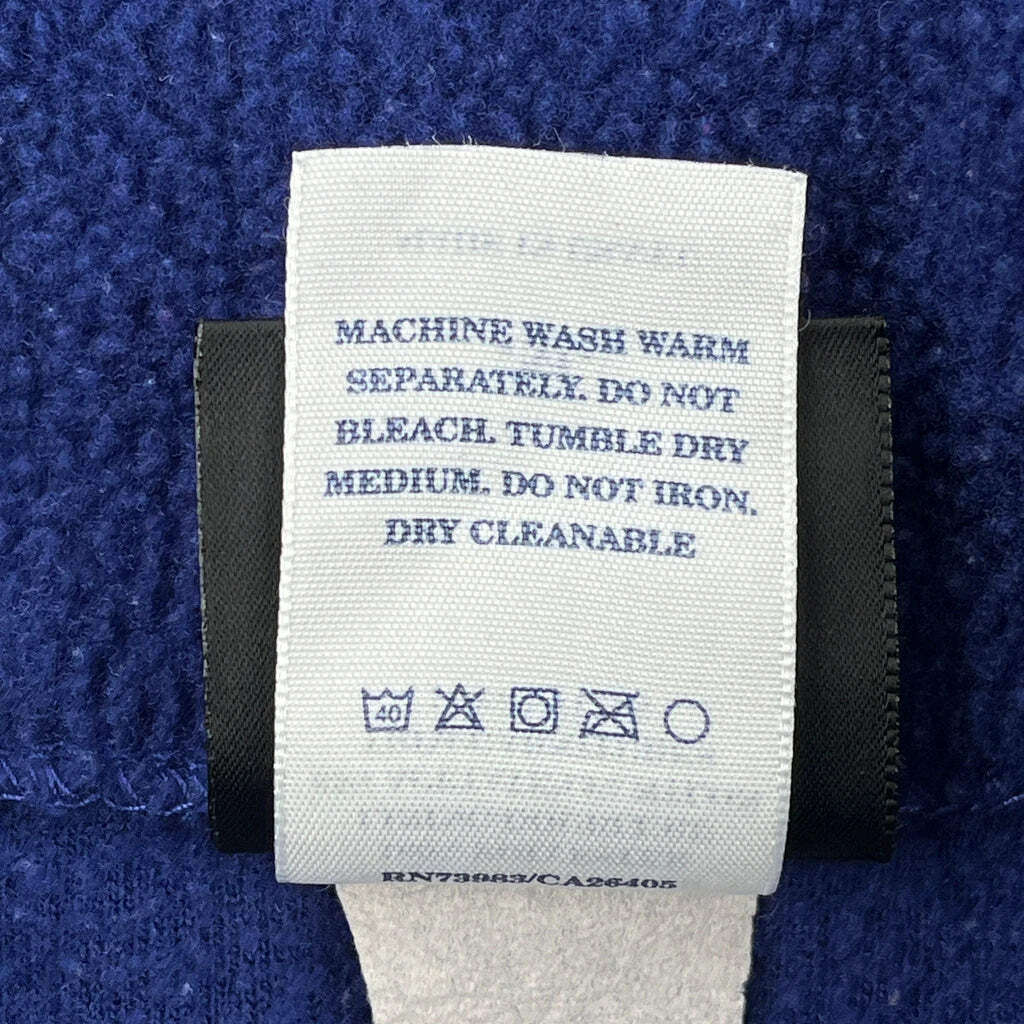 MACHINE WASH WARM
SEPARATELY. DO NOT
BLEACH. TUMBLE DRY
MEDIUM. DO NOT IRON.
DRY CLEANABLE
40
RN73983/CA26405